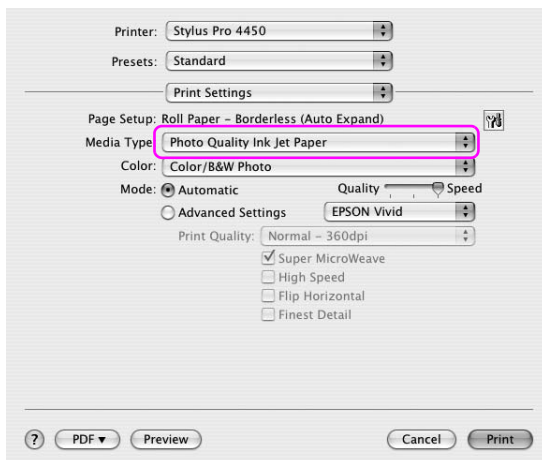 Printer: Stylus Pro 4450
Presets: Standard
Print Settings
Page Setup: Roll Paper – Borderless (Auto Expand)
Media Type: Photo Quality Ink Jet Paper
Color: Color/B&W Photo
Mode: Automatic Quality Speed
Advanced Settings EPSON Vivid
Print Quality: Normal – 360dpi
Super MicroWeave
High Speed
Flip Horizontal
Finest Detail
? PDF ▼ Preview Cancel Print